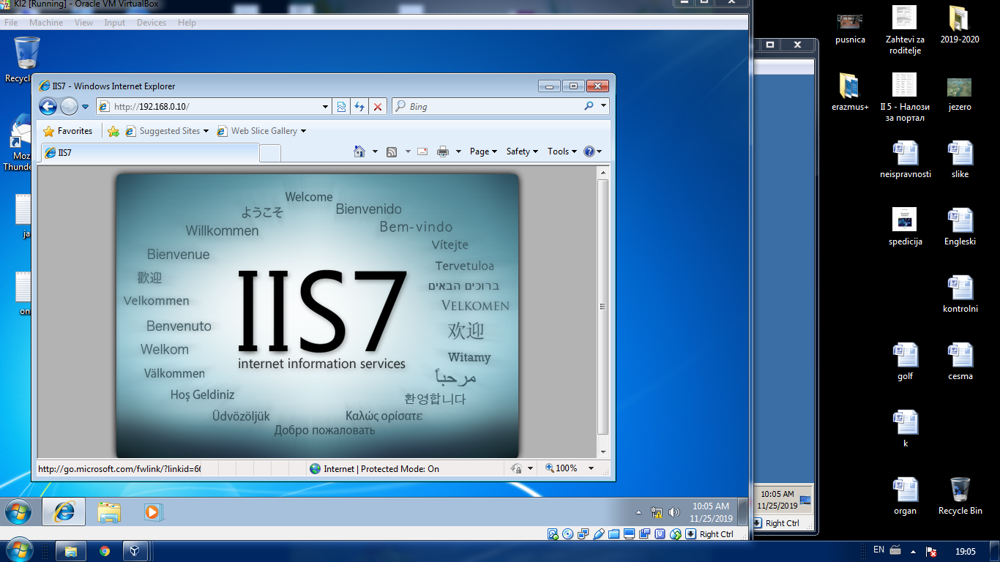 KI2 [Running] - Oracle VM VirtualBox
File Machine View Input Devices Help
Recycle
Moz
Thunde
ja
on
IIS7 - Windows Internet Explorer
http://192.168.0.10/
Bing
Favorites Suggested Sites Web Slice Gallery
IIS7
Page Safety Tools
Welcome
ようこそ
Bienvenido
Willkommen
Bem-vindo
Bienvenue
Vítejte
歡迎
Tervetuloa
ברוכים הבאים
Velkommen
VELKOMEN
Benvenuto
欢迎
Welkom
Witamy
Välkommen
مرحباً
Hoş Geldiniz
환영합니다
Üdvözöljük
Καλώς ορίσατε
Добро пожаловать
IIS7
internet information services
http://go.microsoft.com/fwlink/?linkid=66
Internet | Protected Mode: On
100%
10:05 AM
11/25/2019
Right Ctrl
10:05 AM
11/25/2019
Right Ctrl
pusnica
Zahtevi za
roditelje
2019-2020
erasmus+
II 5 - Налози
за портал
jezero
neispravnosti
slike
spedicija
Engleski
kontrolni
golf
cesma
k
organ
Recycle Bin
EN
19:05